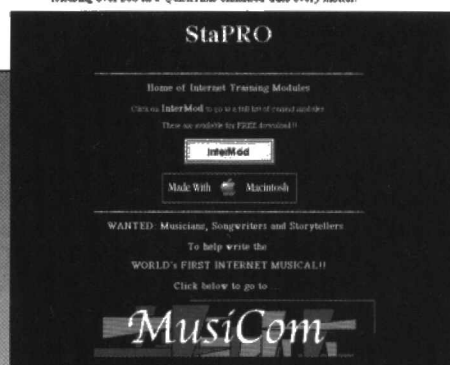 StaPRO
Home of Internet Training Modules
Click on InterMod to go to a full list of current modules
These are available for FREE download!!
InterMod
Made With Macintosh
WANTED: Musicians, Songwriters and Storytellers
To help write the
WORLD's FIRST INTERNET MUSICAL!!
Click below to go to
MusiCom